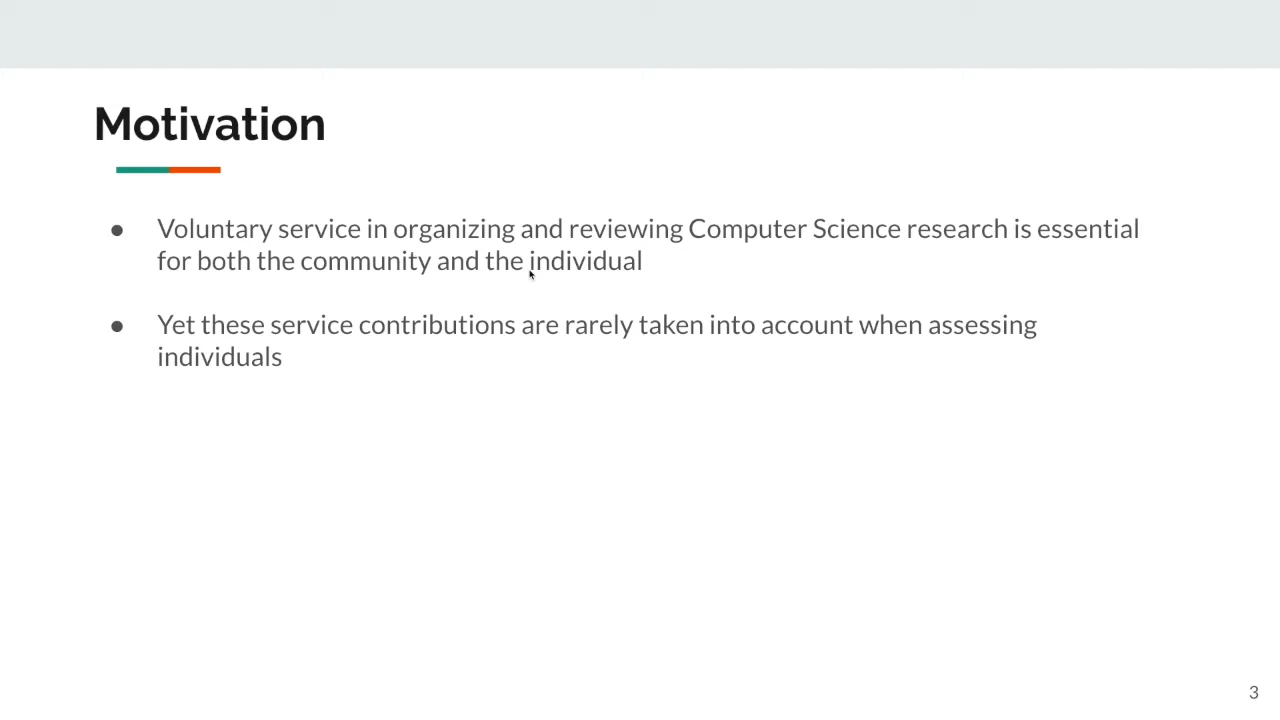 Motivation
● Voluntary service in organizing and reviewing Computer Science research is essential
for both the community and the individual
● Yet these service contributions are rarely taken into account when assessing
individuals
3